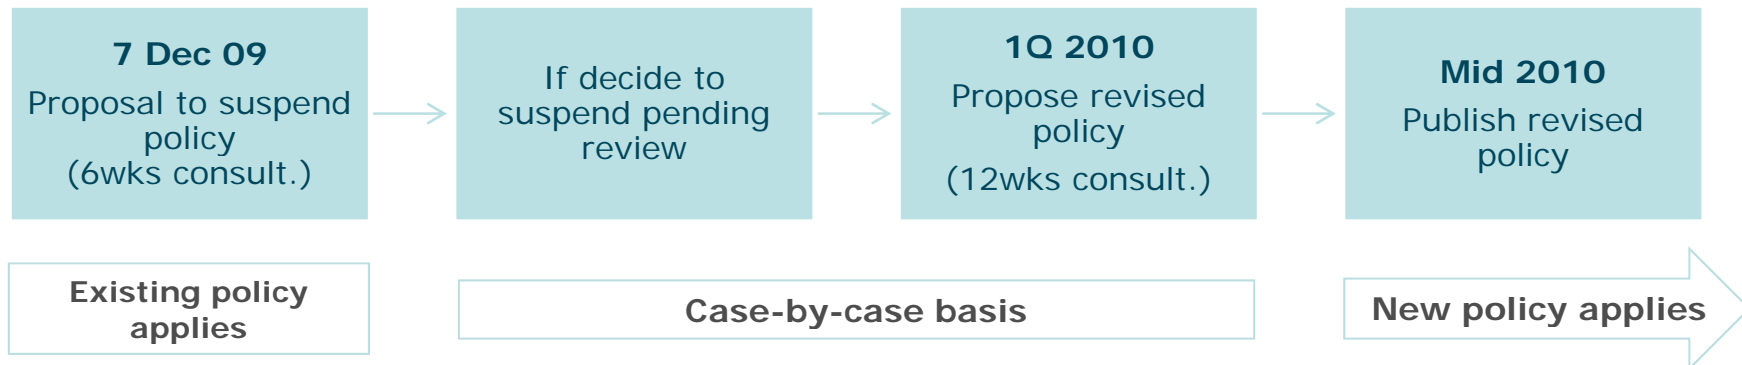 7 Dec 09
Proposal to suspend
policy
(6wks consult.)
If decide to
suspend pending
review
1Q 2010
Propose revised
policy
(12wks consult.)
Mid 2010
Publish revised
policy
Existing policy
applies
Case-by-case basis
New policy applies